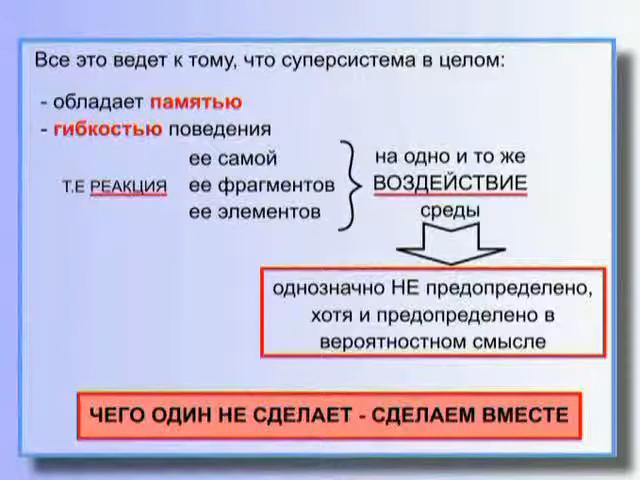 Все это ведет к тому, что суперсистема в целом:
- обладает памятью
- гибкостью поведения
ее самой
Т.Е РЕАКЦИЯ ее фрагментов
ее элементов
на одно и то же
ВОЗДЕЙСТВИЕ
среды
однозначно НЕ предопределено,
хотя и предопределено в
вероятностном смысле
ЧЕГО ОДИН НЕ СДЕЛАЕТ - СДЕЛАЕМ ВМЕСТЕ